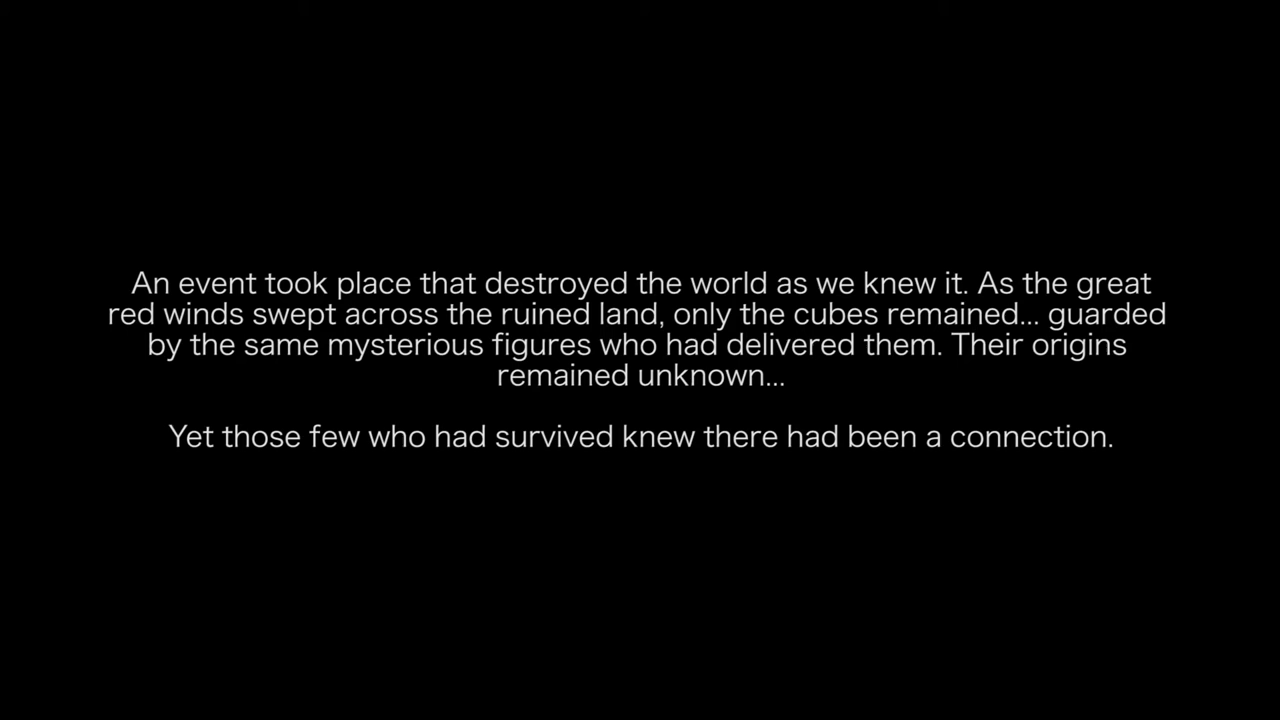 An event took place that destroyed the world as we knew it. As the great
red winds swept across the ruined land, only the cubes remained... guarded
by the same mysterious figures who had delivered them. Their origins
remained unknown...
Yet those few who had survived knew there had been a connection.